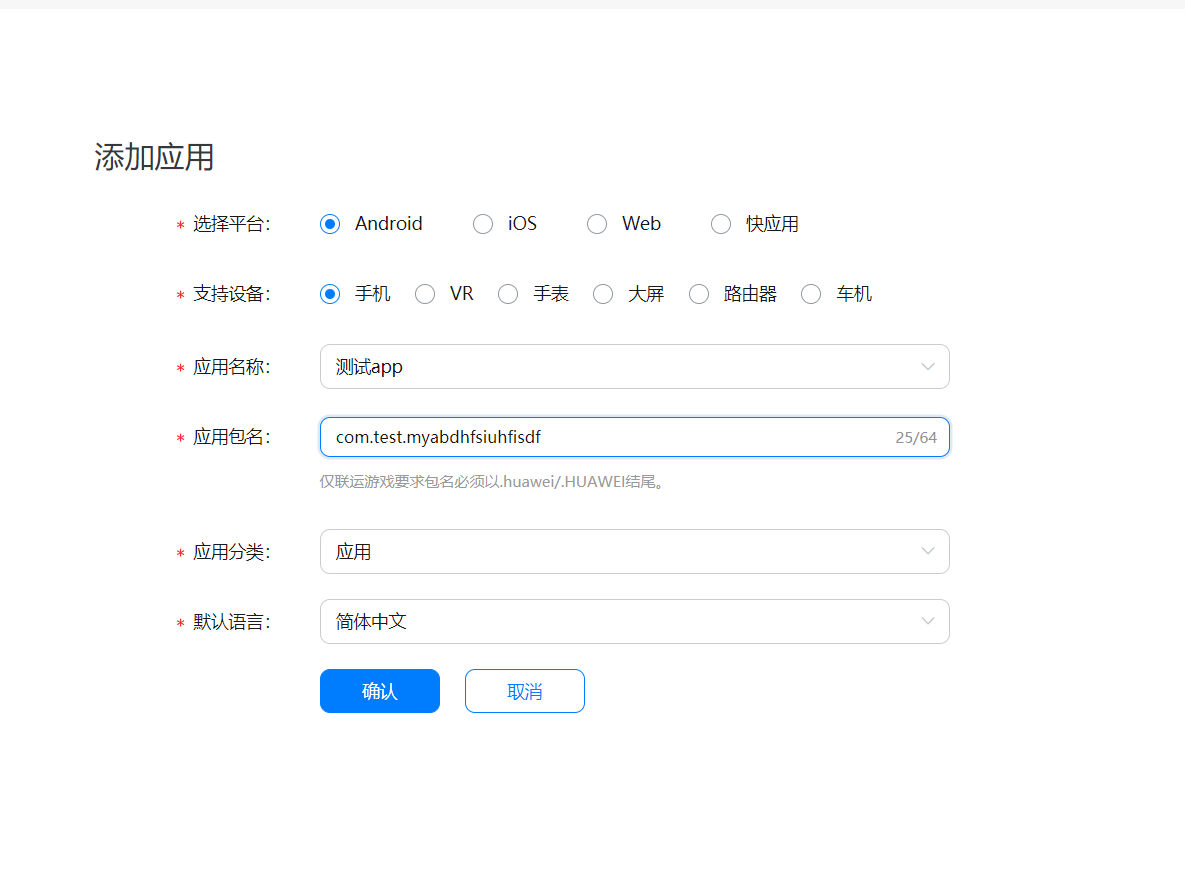 添加应用
* 选择平台： Android iOS Web 快应用
* 支持设备： 手机 VR 手表 大屏 路由器 车机
* 应用名称： 测试app
* 应用包名： com.test.myabdhfsiuhfisdf 25/64
仅联运游戏要求包名必须以.huawei/.HUAWEI结尾。
* 应用分类： 应用
* 默认语言： 简体中文
确认 取消